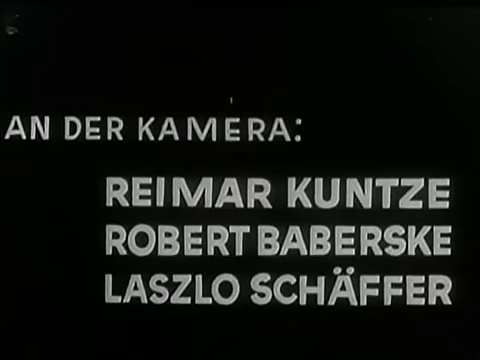 AN DER KAMERA:
REIMAR KUNTZE
ROBERT BABERSKE
LASZLO SCHÄFFER